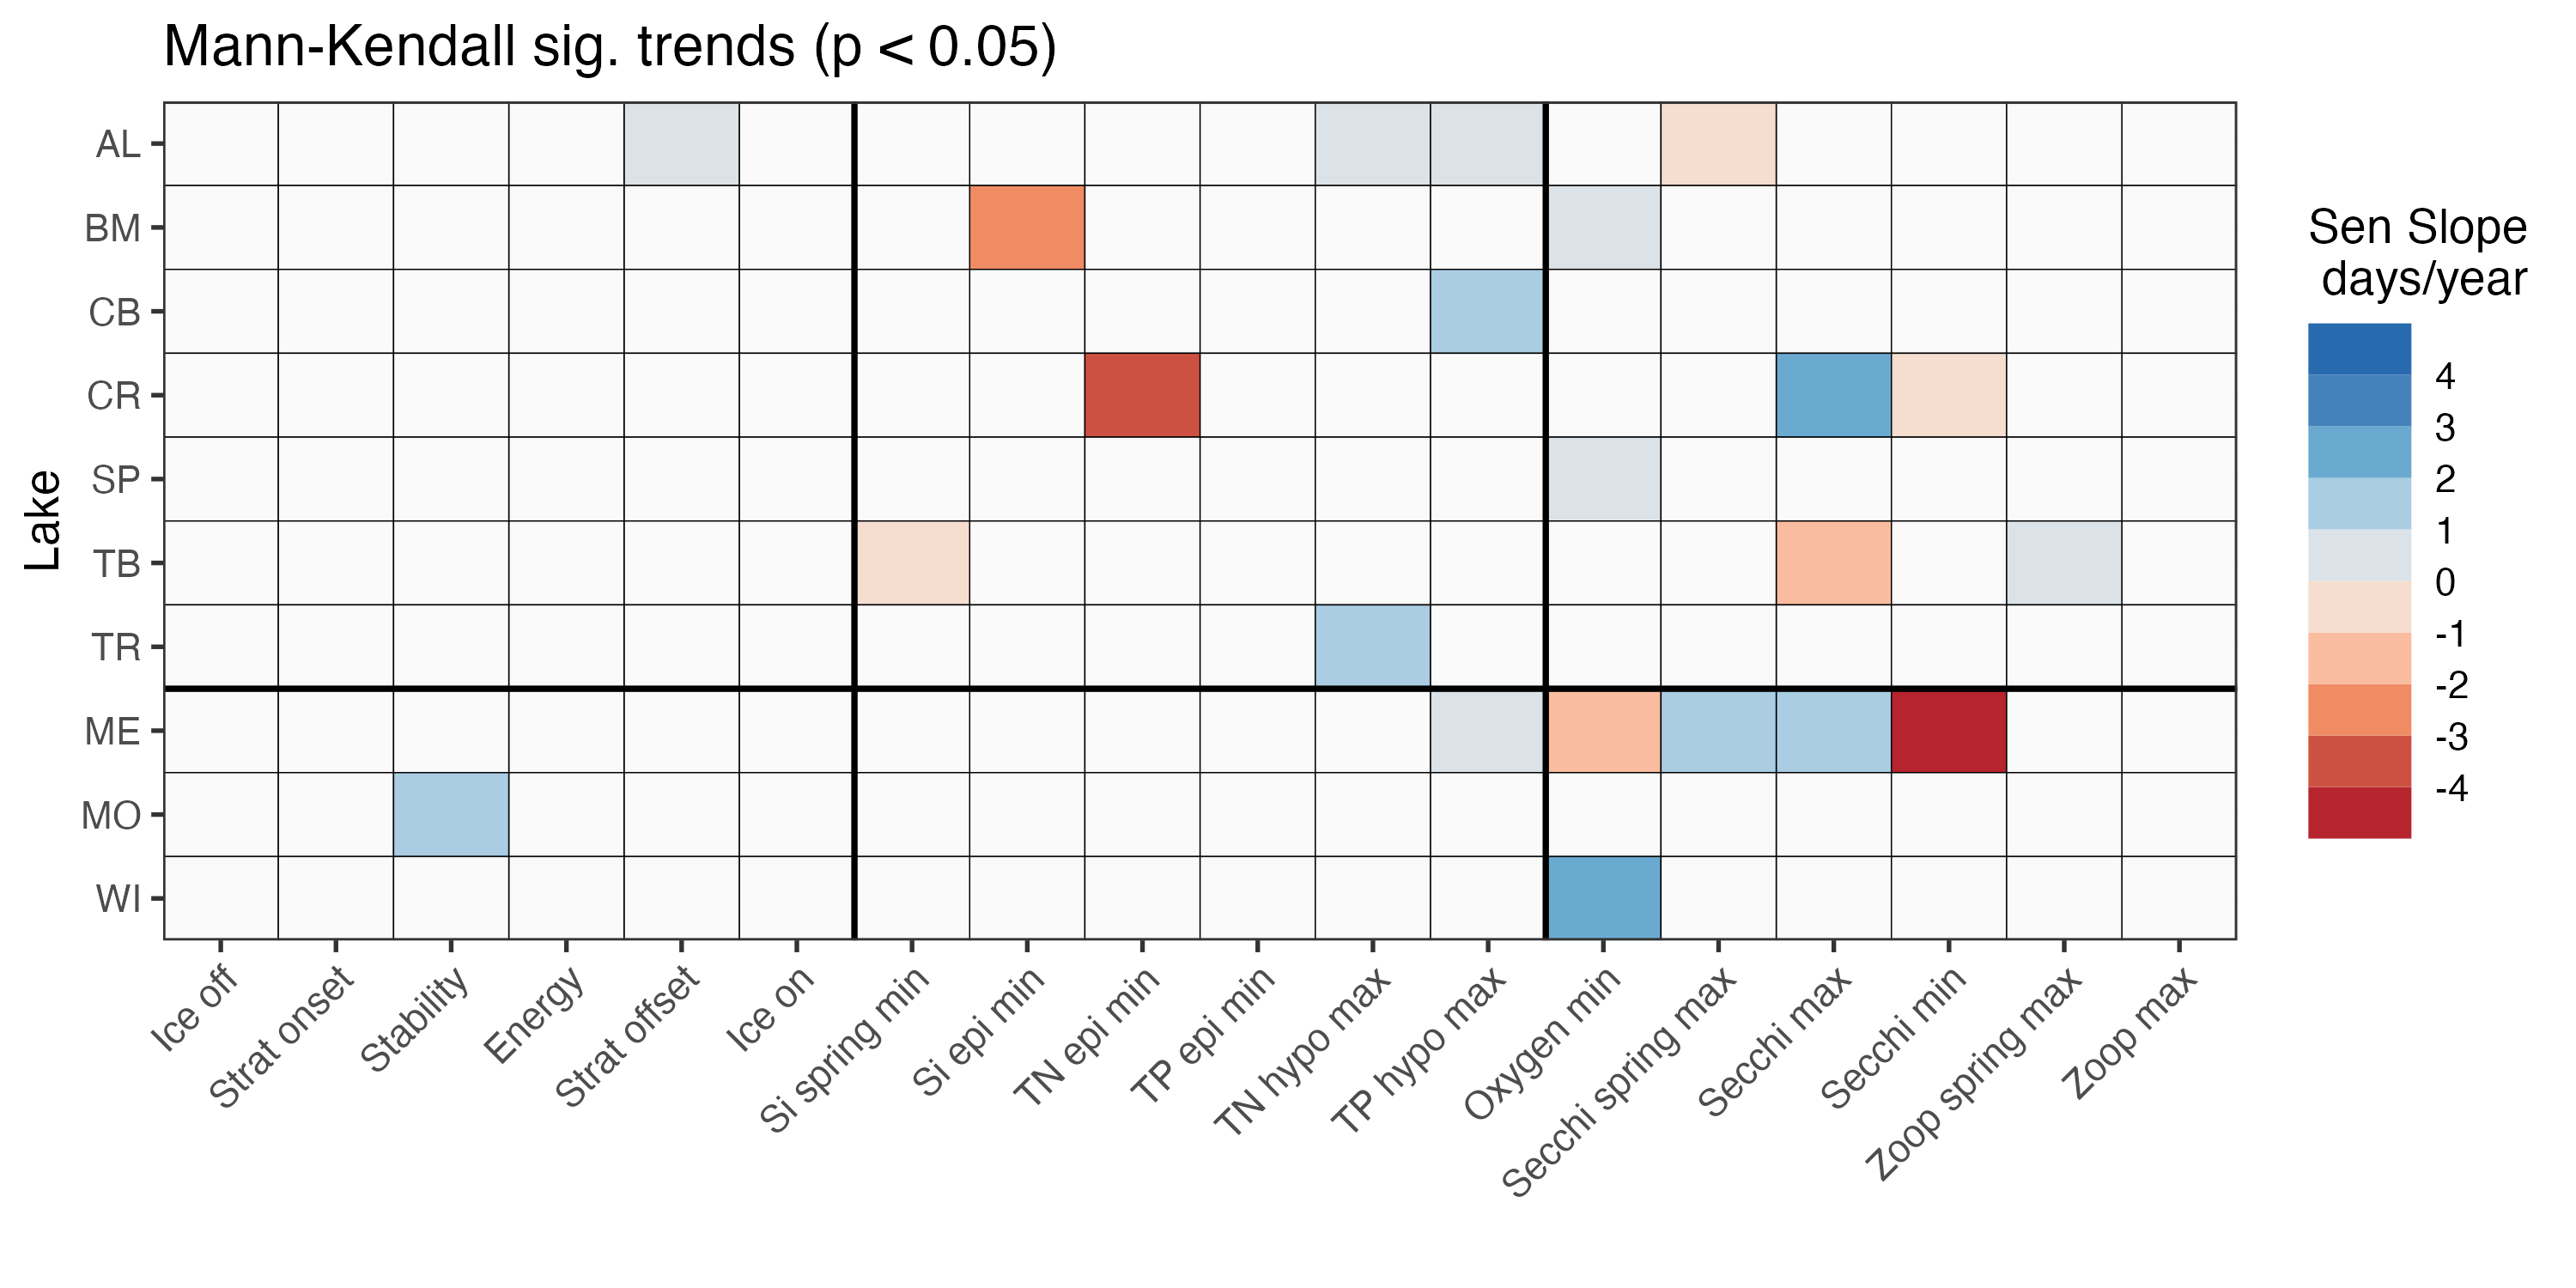 Mann-Kendall sig. trends (p < 0.05)
Lake
AL
BM
CB
CR
SP
TB
TR
ME
MO
WI
Ice off
Strat onset
Stability
Energy
Strat offset
Ice on
Si spring min
Si epi min
TN epi min
TP epi min
TN hypo max
TP hypo max
Oxygen min
Secchi spring max
Secchi max
Secchi min
Zoop spring max
Zoop max
Sen Slope
days/year
4
3
2
1
0
-1
-2
-3
-4